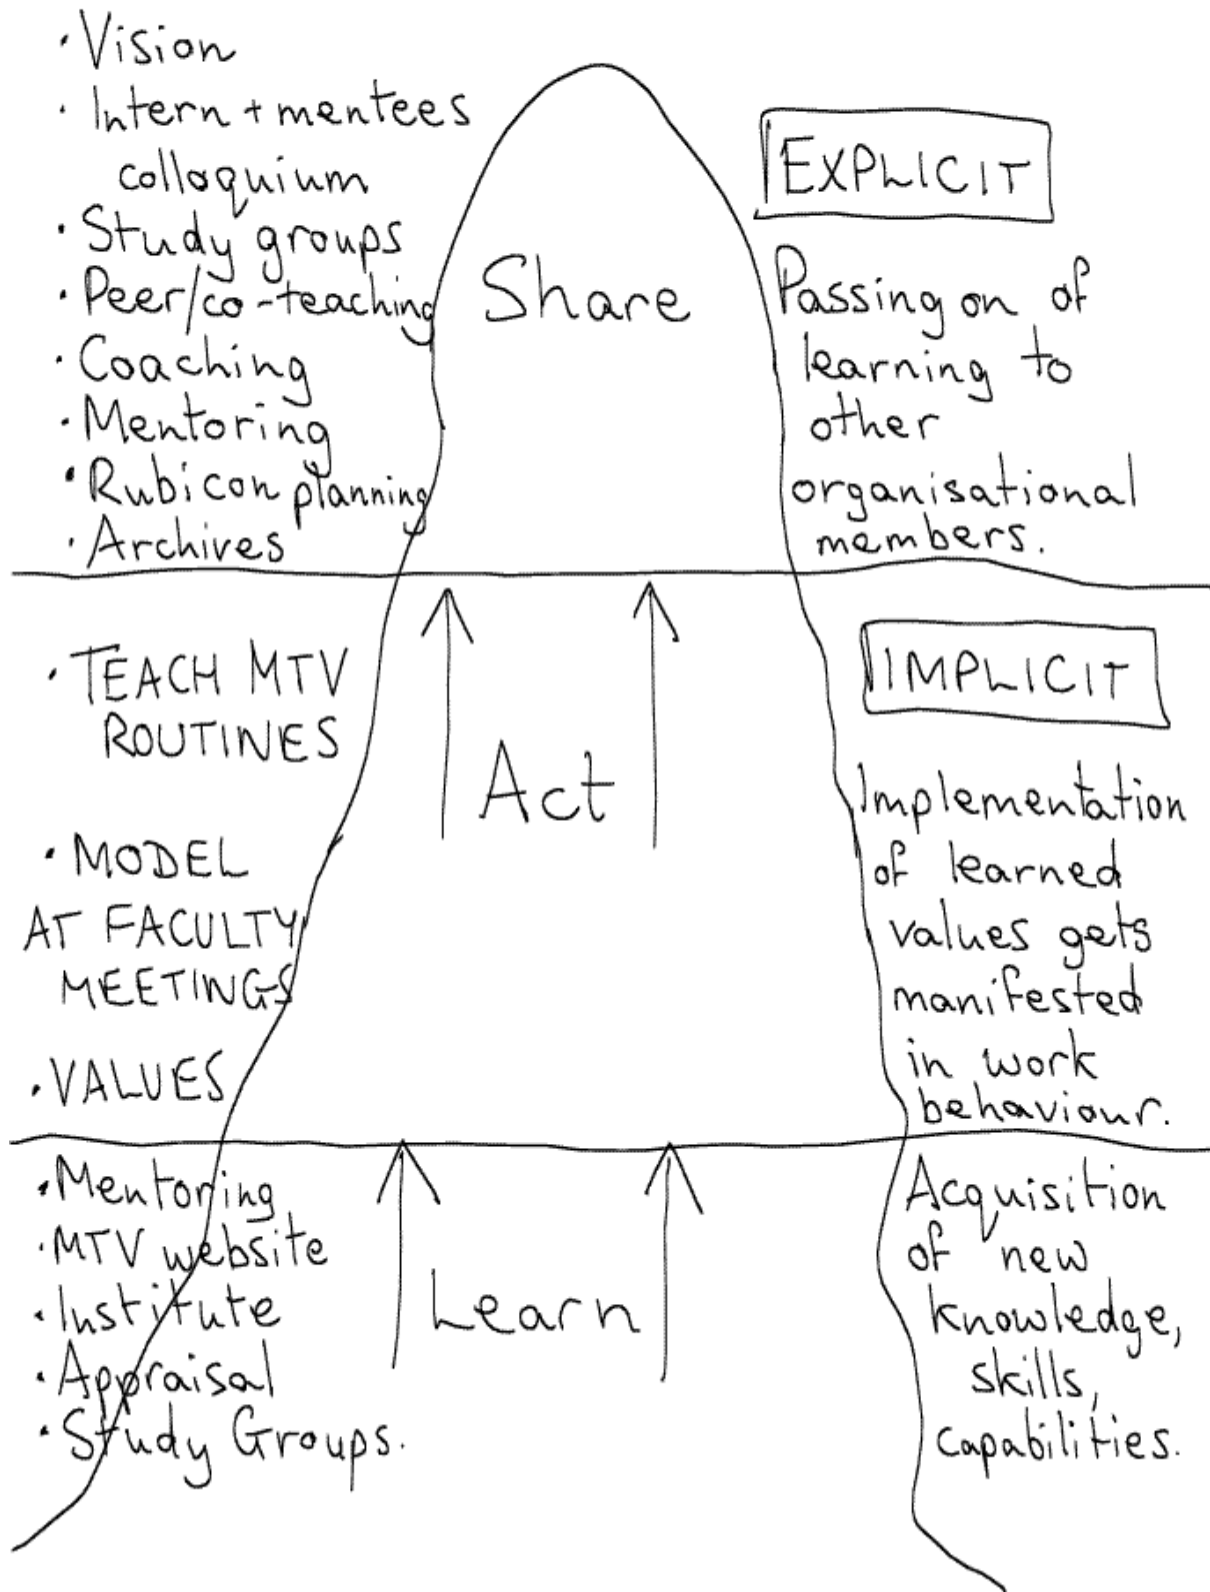 · Vision
· Intern + mentees
colloquium
· Study groups
· Peer/co-teaching
· Coaching
· Mentoring
· Rubicon planning
· Archives
Share
EXPLICIT
Passing on of
learning to
other
organisational
members.
· TEACH MTV
ROUTINES
· MODEL
AT FACULTY
MEETINGS
· VALUES
Act
IMPLICIT
Implementation
of learned
values gets
manifested
in work
behaviour.
· Mentoring
· MTV website
· Institute
· Appraisal
· Study Groups.
Learn
Acquisition
of new
knowledge,
skills,
capabilities.